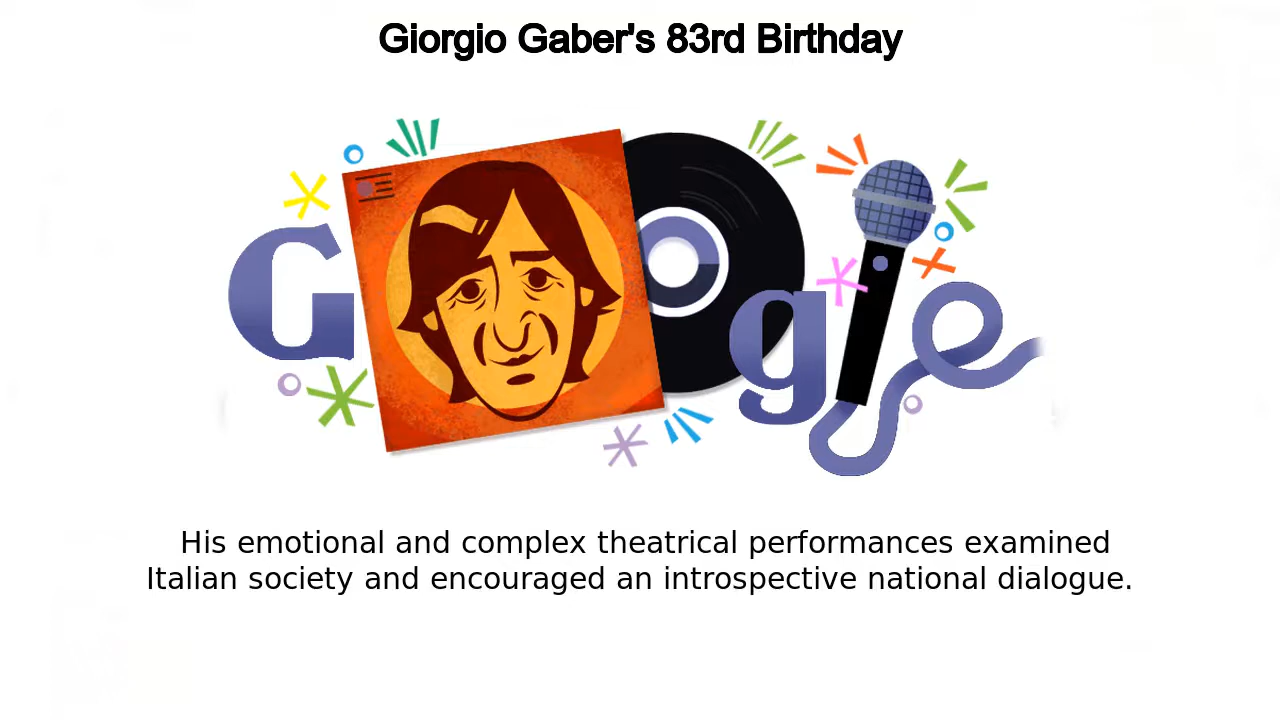 Giorgio Gaber's 83rd Birthday
G gle
His emotional and complex theatrical performances examined
Italian society and encouraged an introspective national dialogue.